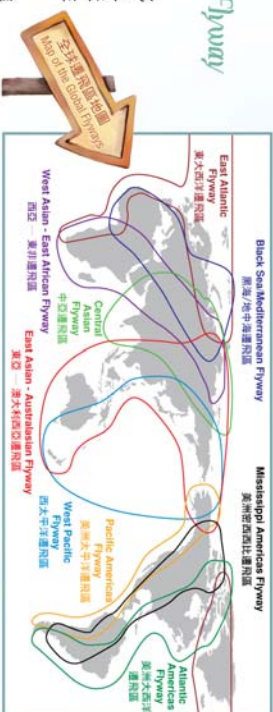 Flyway
全球遷飛區地圖
Map of the Global Flyways
East Atlantic
Flyway
東大西洋遷飛區
Black Sea/Mediterranean Flyway
黑海/地中海遷飛區
Mississippi Americas Flyway
美洲密西西比遷飛區
West Asian - East African Flyway
西亞 — 東非遷飛區
Central
Asian
Flyway
中亞遷飛區
East Asian - Australasian Flyway
東亞 — 澳大利西亞遷飛區
West Pacific
Flyway
西太平洋遷飛區
Pacific Americas
Flyway
美洲太平洋遷飛區
Atlantic
Americas
Flyway
美洲大西洋
遷飛區